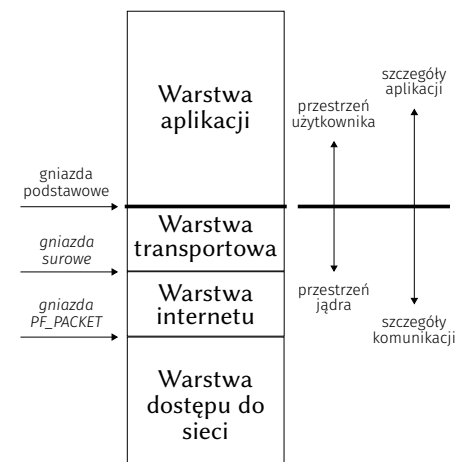 Warstwa
aplikacji
szczegóły
aplikacji
przestrzeń
użytkownika
gniazda
podstawowe
Warstwa
transportowa
gniazda
surowe
Warstwa
internetu
przestrzeń
jądra
gniazda
PF_PACKET
szczegóły
komunikacji
Warstwa
dostępu do
sieci